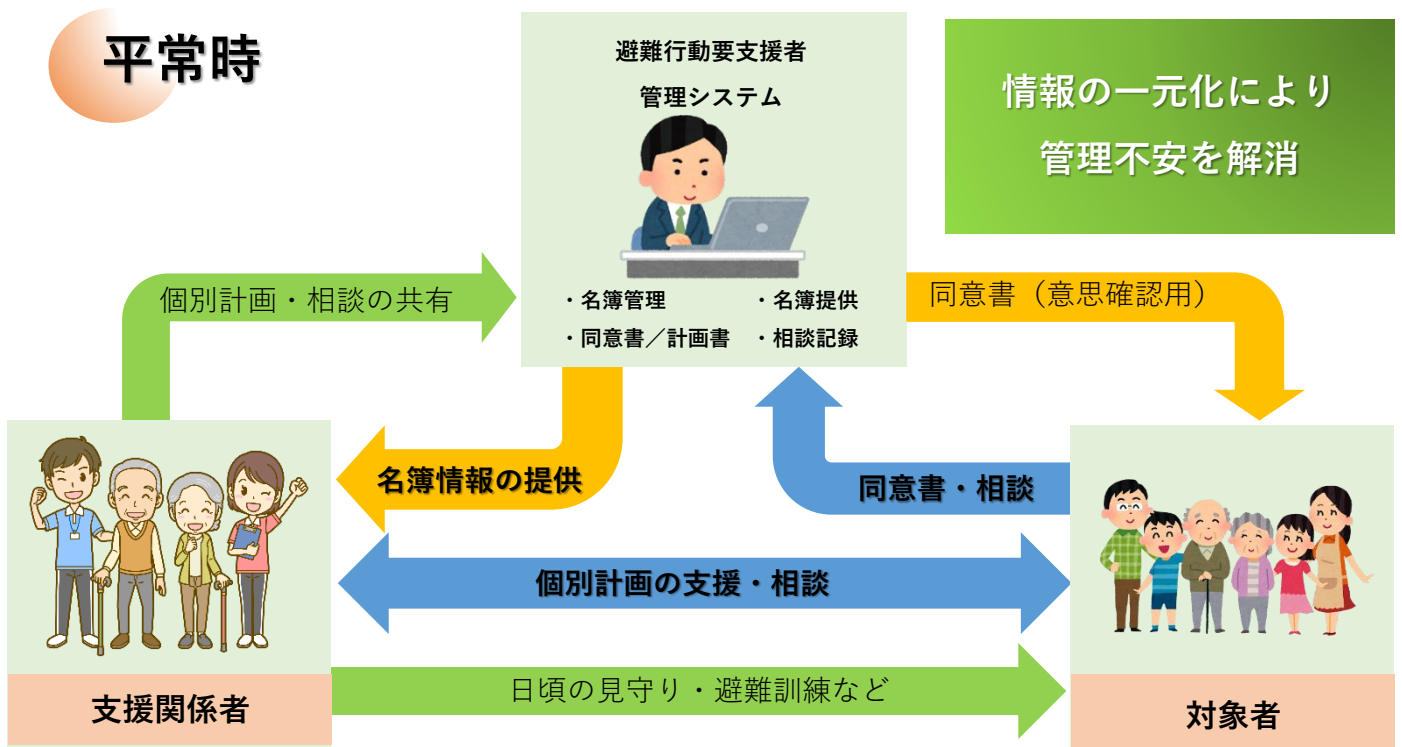 平常時
避難行動要支援者
管理システム
情報の一元化により
管理不安を解消
・名簿管理
・名簿提供
・同意書／計画書
・相談記録
個別計画・相談の共有
同意書（意思確認用）
名簿情報の提供
同意書・相談
個別計画の支援・相談
日頃の見守り・避難訓練など
支援関係者
対象者